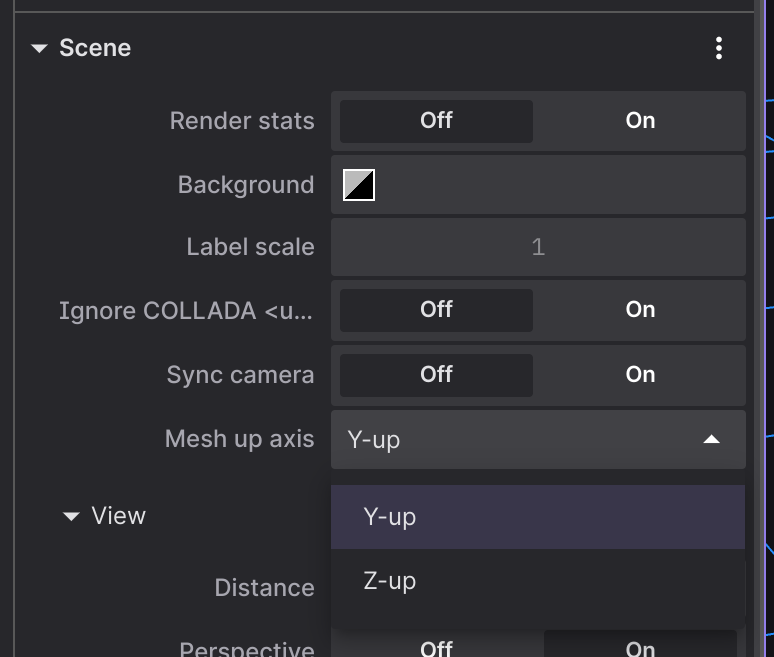 Scene
Render stats Off On
Background
Label scale 1
Ignore COLLADA <u... Off On
Sync camera Off On
Mesh up axis Y-up
Y-up
View
Z-up
Distance
Perspective Off On